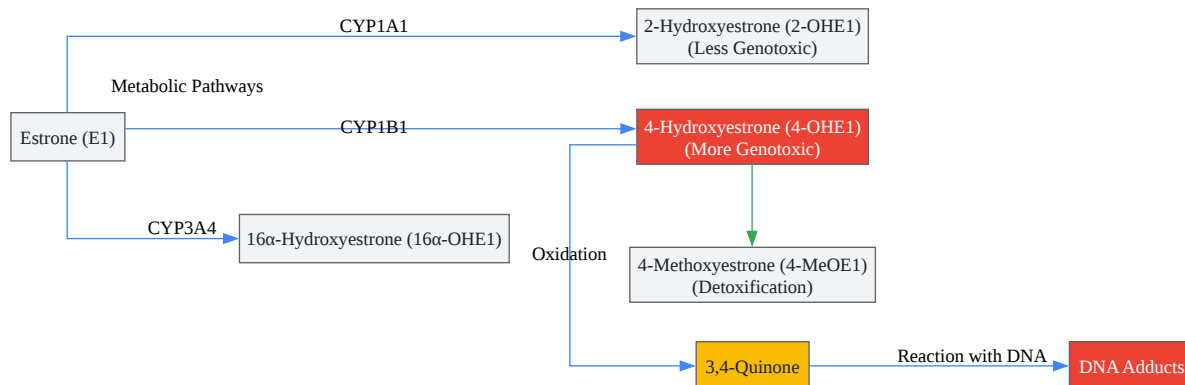 CYP1A1
2-Hydroxyestrone (2-OHE1)
(Less Genotoxic)
Metabolic Pathways
Estrone (E1)
CYP1B1
4-Hydroxyestrone (4-OHE1)
(More Genotoxic)
CYP3A4
16α-Hydroxyestrone (16α-OHE1)
Oxidation
4-Methoxyestrone (4-MeOE1)
(Detoxification)
3,4-Quinone
Reaction with DNA
DNA Adducts